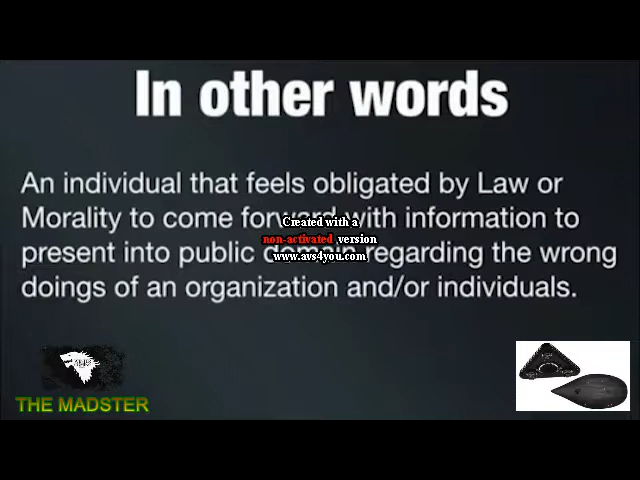 In other words
An individual that feels obligated by Law or
Morality to come forward with information to
present into public domain regarding the wrong
doings of an organization and/or individuals.
Created with a
non-activated version
www.avs4you.com
THE MADSTER